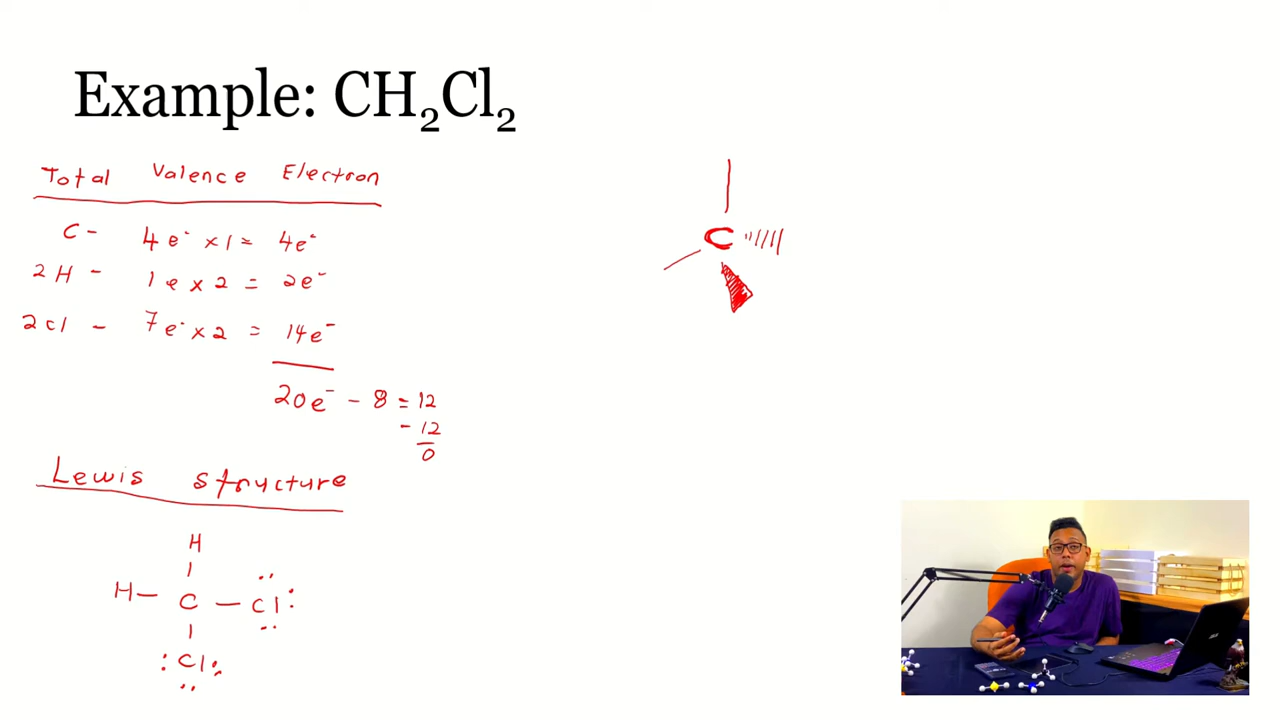 Example: CH₂Cl₂
Total Valence Electron
C - 4e⁻ x 1 = 4e⁻
2 H - 1e x 2 = 2e⁻
2Cl - 7e⁻ x 2 = 14e⁻
20e⁻ - 8 = 12
- 12
0
Lewis structure
H
H - C - Cl
Cl
C